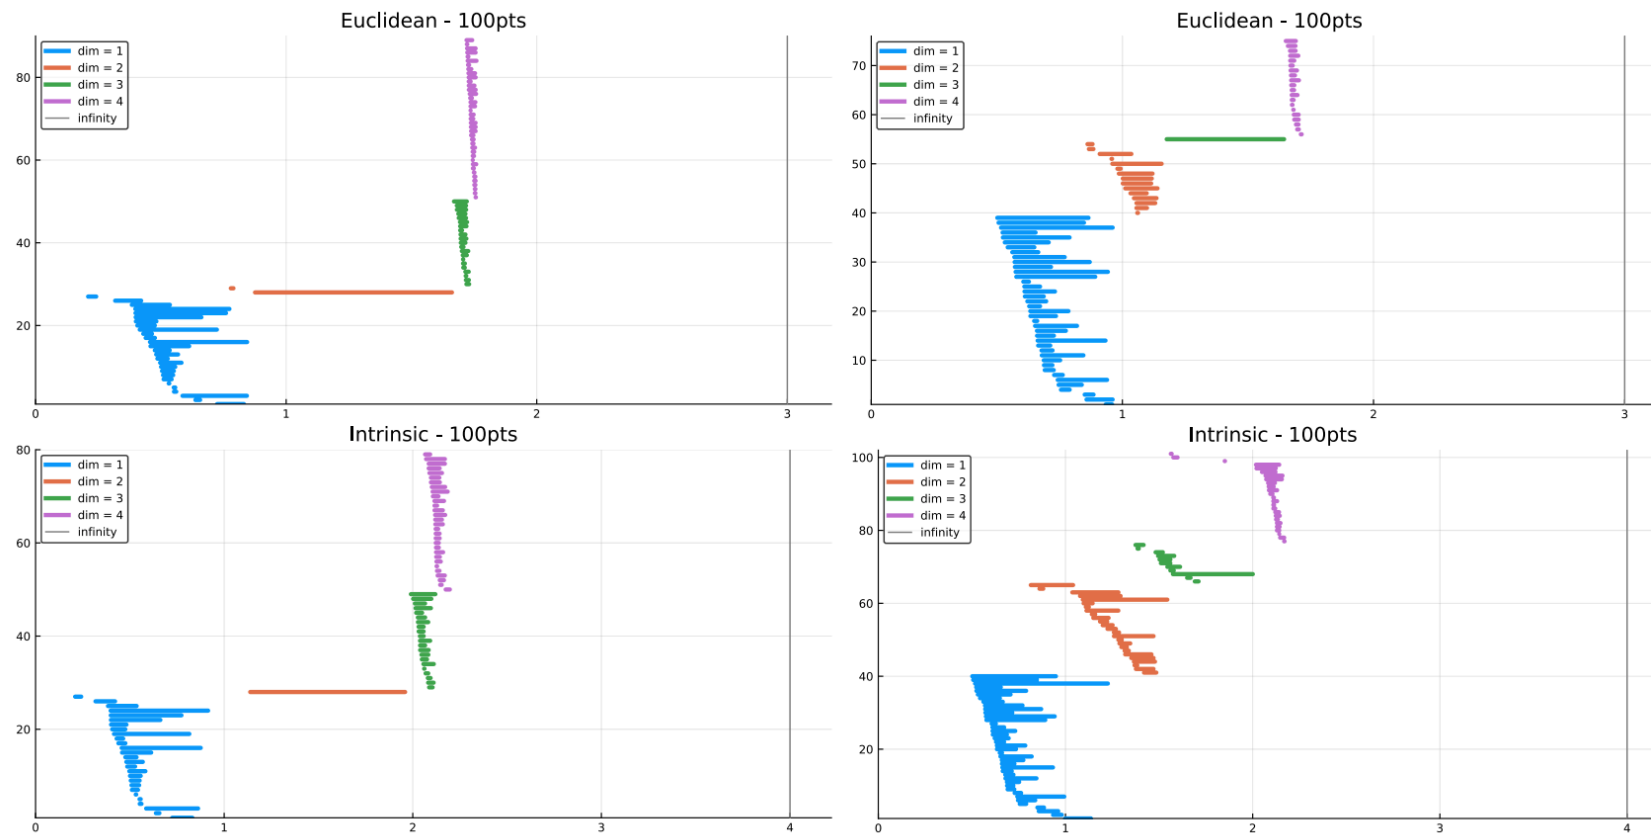 Euclidean - 100pts
dim = 1
dim = 2
dim = 3
dim = 4
infinity
80
60
40
20
0 1 2 3
Euclidean - 100pts
dim = 1
dim = 2
dim = 3
dim = 4
infinity
70
60
50
40
30
20
10
0 1 2 3
Intrinsic - 100pts
80
dim = 1
dim = 2
dim = 3
dim = 4
infinity
60
40
20
0 1 2 3 4
Intrinsic - 100pts
100
dim = 1
dim = 2
dim = 3
dim = 4
infinity
80
60
40
20
0 1 2 3 4